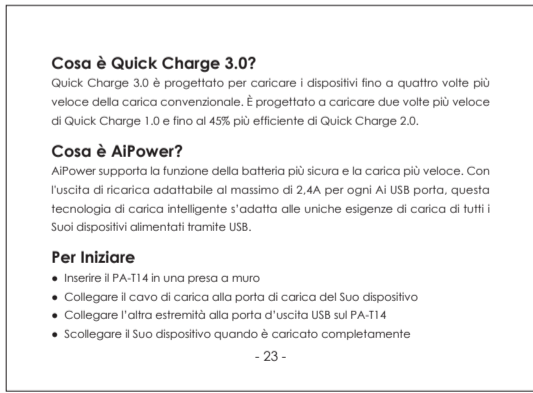 Cosa è Quick Charge 3.0?
Quick Charge 3.0 è progettato per caricare i dispositivi fino a quattro volte più
veloce della carica convenzionale. È progettato a caricare due volte più veloce
di Quick Charge 1.0 e fino al 45% più efficiente di Quick Charge 2.0.
Cosa è AiPower?
AiPower supporta la funzione della batteria più sicura e la carica più veloce. Con
l'uscita di ricarica adattabile al massimo di 2,4A per ogni Ai USB porta, questa
tecnologia di carica intelligente s'adatta alle uniche esigenze di carica di tutti i
Suoi dispositivi alimentati tramite USB.
Per Iniziare
● Inserire il PA-T14 in una presa a muro
● Collegare il cavo di carica alla porta di carica del Suo dispositivo
● Collegare l'altra estremità alla porta d'uscita USB sul PA-T14
● Scollegare il Suo dispositivo quando è caricato completamente
- 23 -